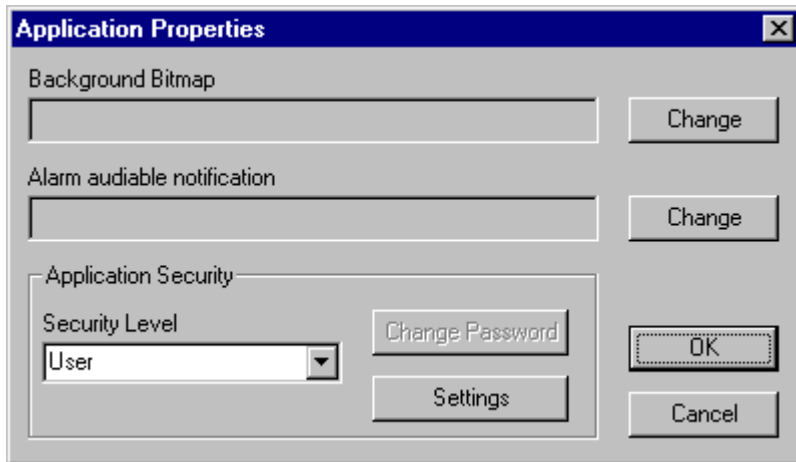 Application Properties
Background Bitmap
Change
Alarm audiable notification
Change
Application Security
Security Level
User
Change Password
Settings
OK
Cancel